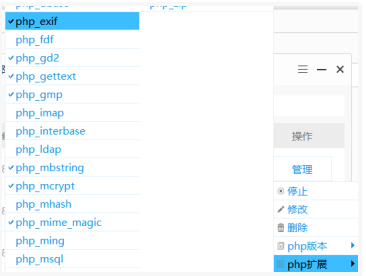 php_exif
php_fdf
php_gd2
php_gettext
php_gmp
php_imap
php_interbase
php_ldap
php_mbstring
php_mcrypt
php_mhash
php_mime_magic
php_ming
php_msql
操作
管理
停止
修改
删除
php版本
php扩展